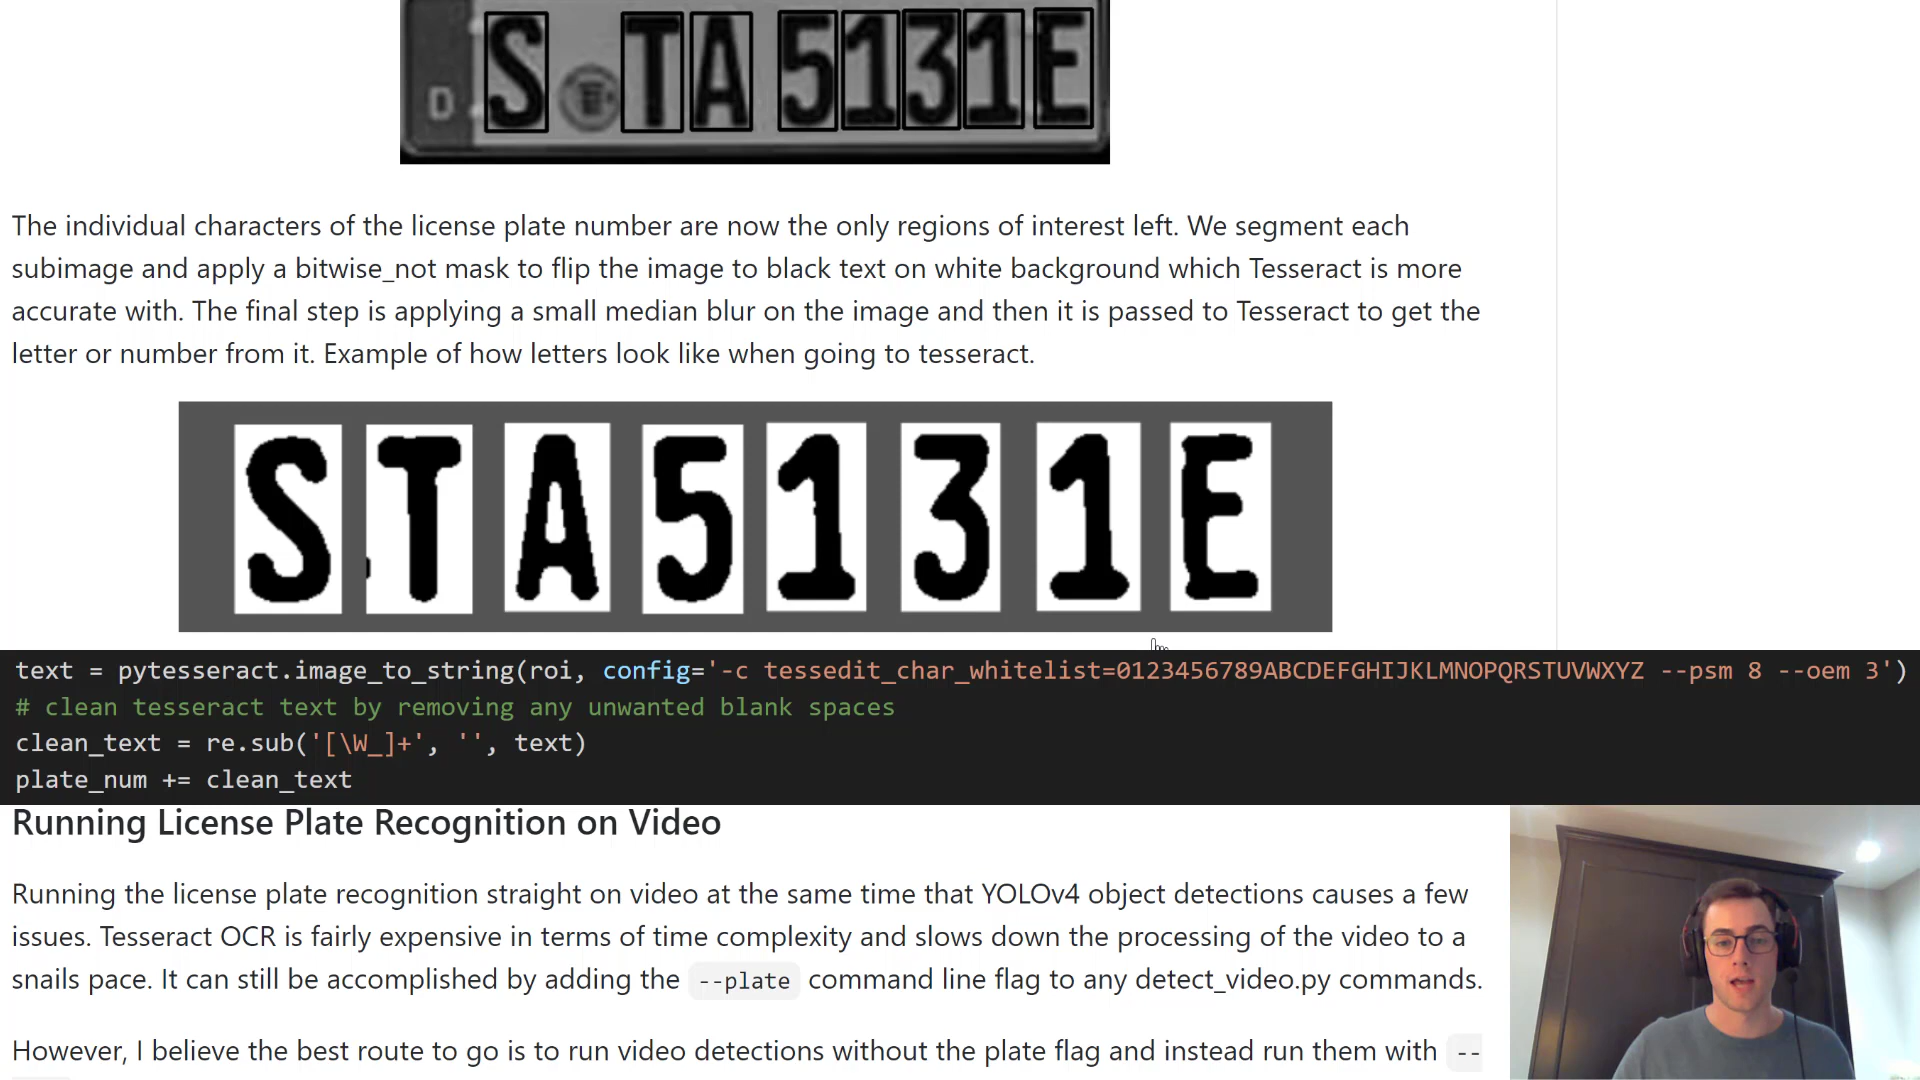 D S TA 5131E
The individual characters of the license plate number are now the only regions of interest left. We segment each
subimage and apply a bitwise_not mask to flip the image to black text on white background which Tesseract is more
accurate with. The final step is applying a small median blur on the image and then it is passed to Tesseract to get the
letter or number from it. Example of how letters look like when going to tesseract.
STA5131E
text = pytesseract.image_to_string(roi, config='-c tessedit_char_whitelist=0123456789ABCDEFGHIJKLMNOPQRSTUVWXYZ --psm 8 --oem 3')
# clean tesseract text by removing any unwanted blank spaces
clean_text = re.sub('[\W_]+', '', text)
plate_num += clean_text
Running License Plate Recognition on Video
Running the license plate recognition straight on video at the same time that YOLOv4 object detections causes a few
issues. Tesseract OCR is fairly expensive in terms of time complexity and slows down the processing of the video to a
snails pace. It can still be accomplished by adding the --plate command line flag to any detect_video.py commands.
However, I believe the best route to go is to run video detections without the plate flag and instead run them with --